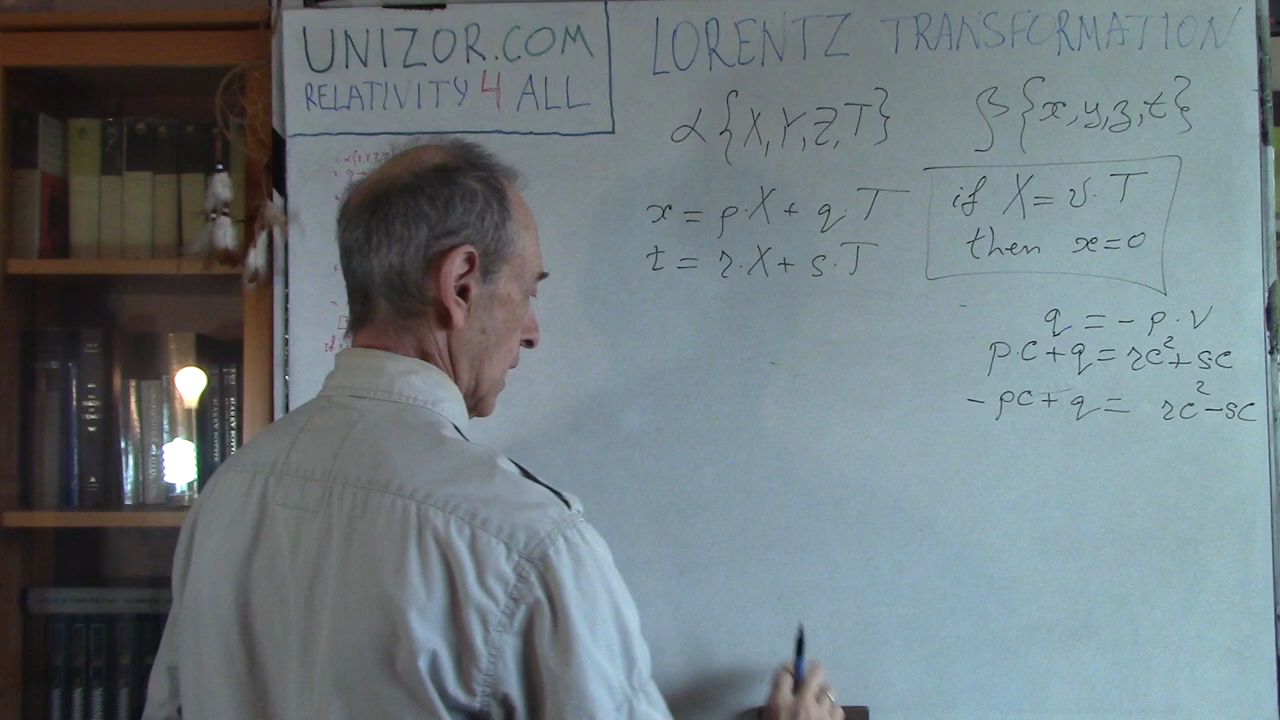 UNIZOR.COM
RELATIVITY 4 ALL
LORENTZ TRANSFORMATION
α{X,Y,Z,T} β{x,y,z,t}
x = p·X + q·T
t = r·X + s·T
if X = v·T
then x=0
q = -p·v
p·c+q = rc²+sc
-pc+q = rc²-sc